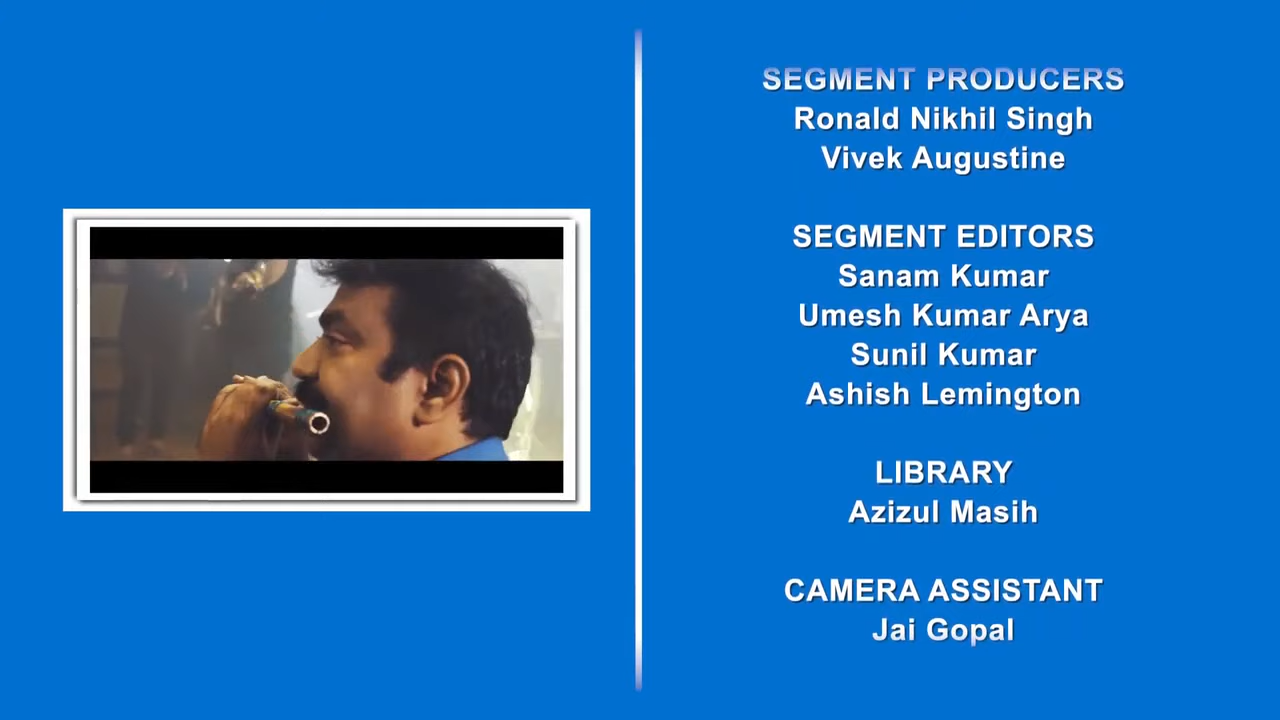 SEGMENT PRODUCERS
Ronald Nikhil Singh
Vivek Augustine
SEGMENT EDITORS
Sanam Kumar
Umesh Kumar Arya
Sunil Kumar
Ashish Lemington
LIBRARY
Azizul Masih
CAMERA ASSISTANT
Jai Gopal